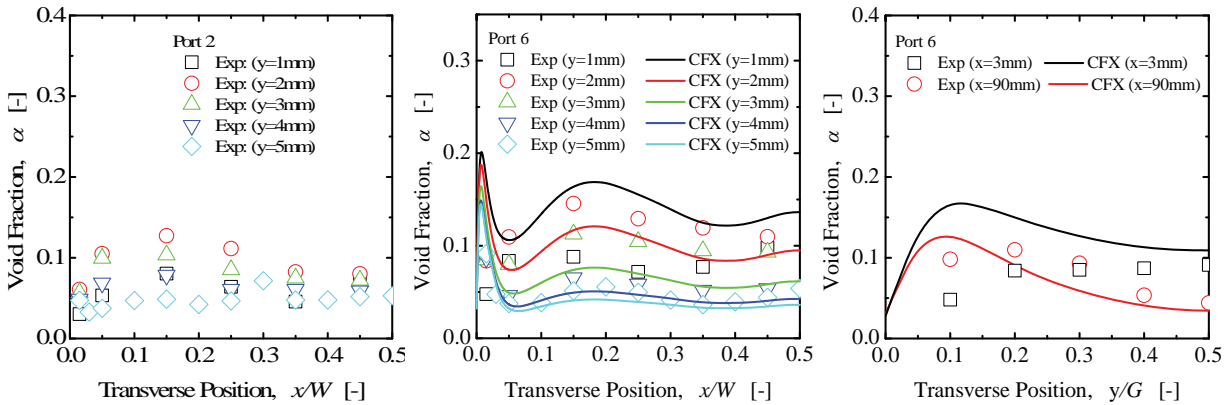 0.4
0.3
0.2
0.1
0.0
Void Fraction, α [-]
Port 2
Exp: (y=1mm)
Exp: (y=2mm)
Exp: (y=3mm)
Exp: (y=4mm)
Exp: (y=5mm)
0.0 0.1 0.2 0.3 0.4 0.5
Transverse Position, x/W [-]
0.3
0.2
0.1
0.0
Void Fraction, α [-]
Port 6
Exp (y=1mm) CFX (y=1mm)
Exp (y=2mm) CFX (y=2mm)
Exp (y=3mm) CFX (y=3mm)
Exp (y=4mm) CFX (y=4mm)
Exp (y=5mm) CFX (y=5mm)
0.0 0.1 0.2 0.3 0.4 0.5
Transverse Position, x/W [-]
0.4
0.3
0.2
0.1
0.0
Void Fraction, α [-]
Port 6
Exp (x=3mm) CFX (x=3mm)
Exp (x=90mm) CFX (x=90mm)
0.0 0.1 0.2 0.3 0.4 0.5
Transverse Position, y/G [-]